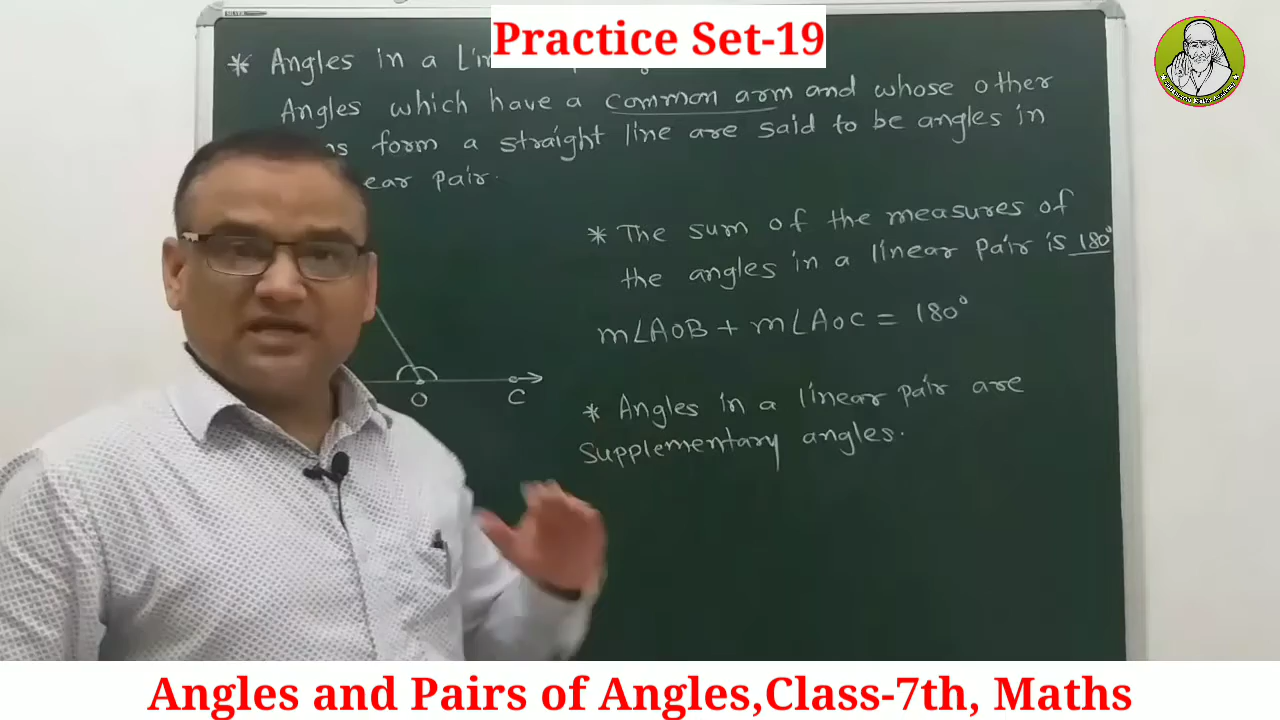 Practice Set-19
* Angles in a
Angles which have a common arm and whose other
form a straight line are said to be angles in
pair.
* The sum of the measures of
the angles in a linear pair is 180°
m∠AOB + m∠AOC = 180°
O C
* Angles in a linear pair are
Supplementary angles.
Angles and Pairs of Angles,Class-7th, Maths